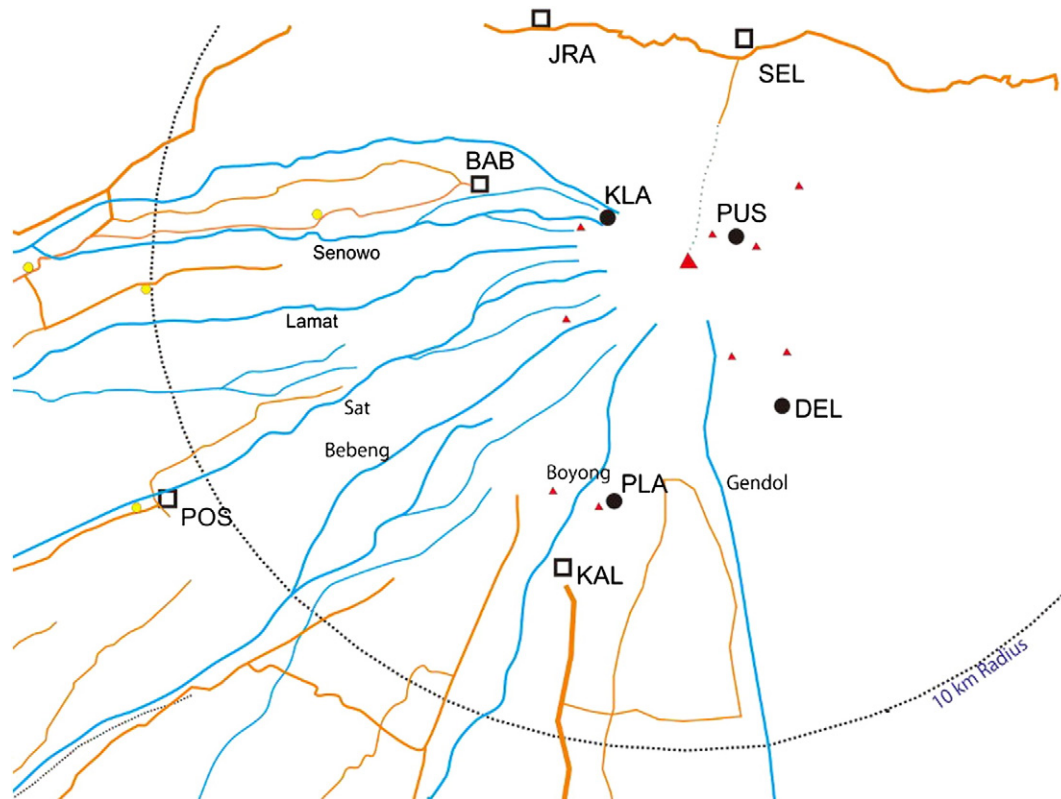 JRA
SEL
BAB
KLA
PUS
Senowo
Lamat
Sat
DEL
Bebeng
Boyong
PLA
Gendol
POS
KAL
10 km Radius